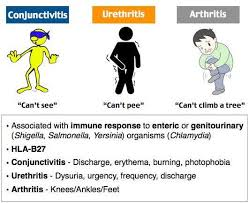 Conjunctivitis
Urethritis
Arthritis
"Can't see"
"Can't pee"
"Can't climb a tree"
• Associated with immune response to enteric or genitourinary
(Shigella, Salmonella, Yersinia) organisms (Chlamydia)
• HLA-B27
• Conjunctivitis - Discharge, erythema, burning, photophobia
• Urethritis - Dysuria, urgency, frequency, discharge
• Arthritis - Knees/Ankles/Feet